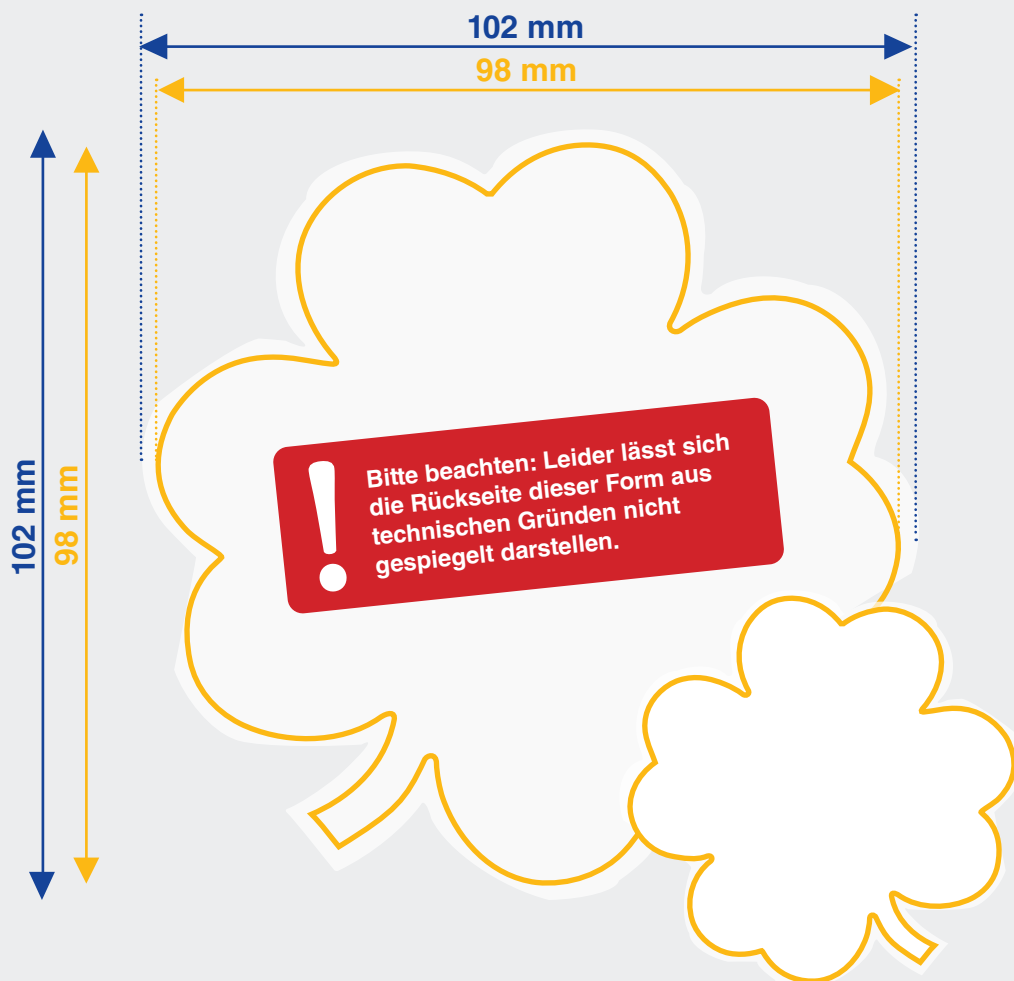 102 mm
98 mm
102 mm
98 mm
Bitte beachten: Leider lässt sich
die Rückseite dieser Form aus
technischen Gründen nicht
gespiegelt darstellen.